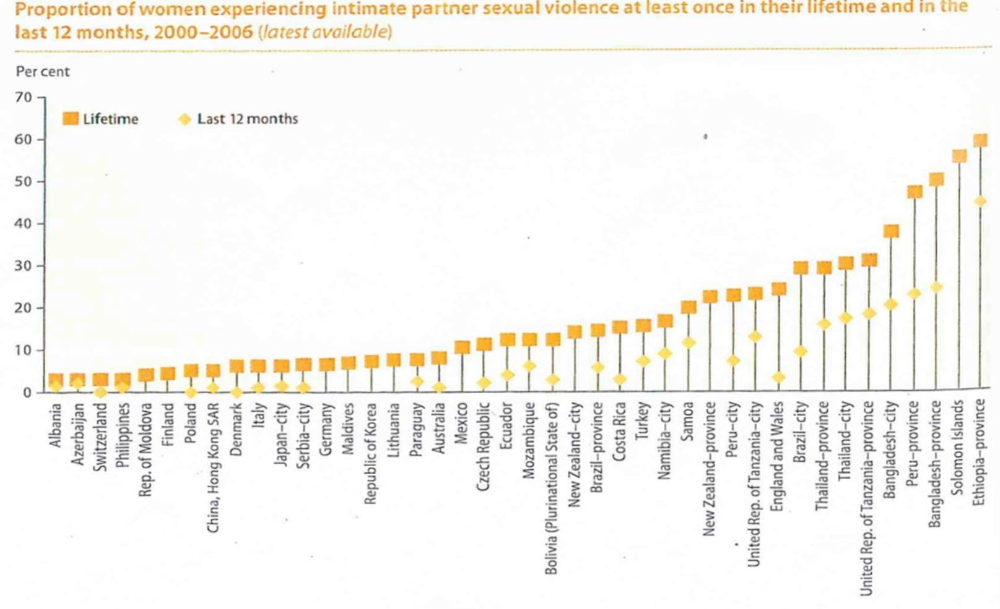 Proportion of women experiencing intimate partner sexual violence at least once in their lifetime and in the
last 12 months, 2000–2006 (latest available)
Per cent
70
Lifetime
Last 12 months
60
50
40
30
20
10
0
Albania
Azerbaijan
Switzerland
Philippines
Rep. of Moldova
Finland
Poland
China, Hong Kong SAR
Denmark
Italy
Japan–city
Serbia–city
Germany
Maldives
Republic of Korea
Lithuania
Paraguay
Australia
Mexico
Czech Republic
Ecuador
Mozambique
Bolivia (Plurinational State of)
New Zealand–city
Brazil–province
Costa Rica
Turkey
Namibia–city
Samoa
New Zealand–province
Peru–city
United Rep. of Tanzania–city
England and Wales
Brazil–city
Thailand–province
Thailand–city
United Rep. of Tanzania–province
Bangladesh–city
Peru–province
Bangladesh–province
Solomon Islands
Ethiopia–province